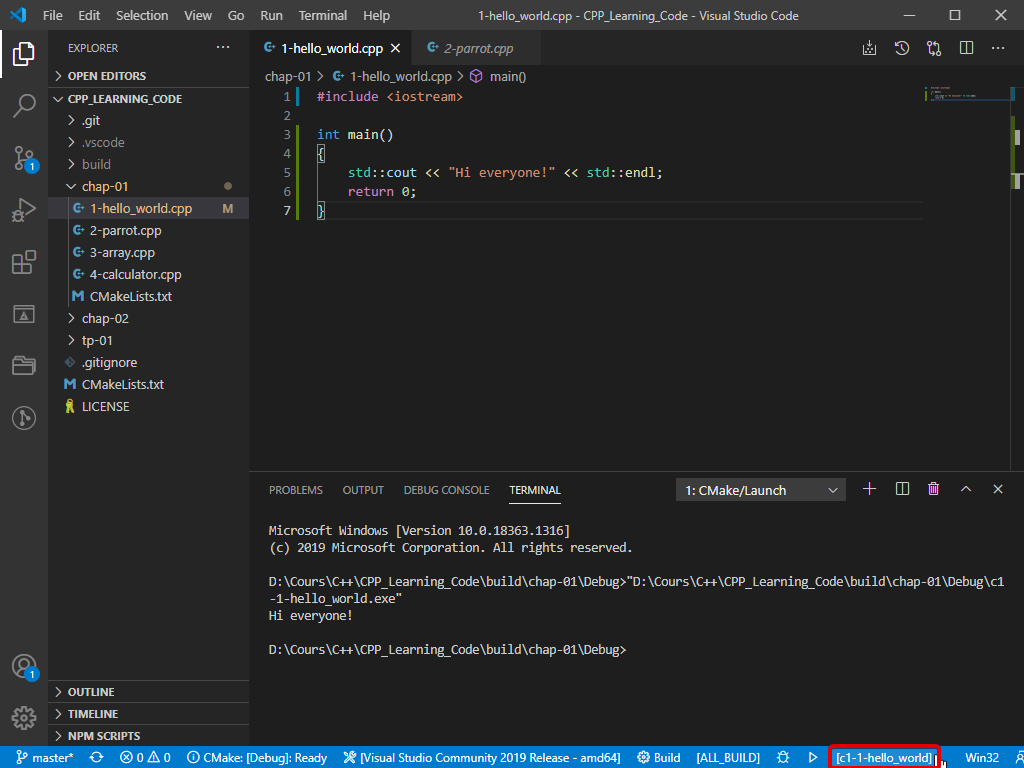 File Edit Selection View Go Run Terminal Help 1-hello_world.cpp - CPP_Learning_Code - Visual Studio Code
EXPLORER
OPEN EDITORS
CPP_LEARNING_CODE
.git
.vscode
build
chap-01
1-hello_world.cpp M
2-parrot.cpp
3-array.cpp
4-calculator.cpp
CMakeLists.txt
chap-02
tp-01
.gitignore
CMakeLists.txt
LICENSE
OUTLINE
TIMELINE
NPM SCRIPTS
1
1
1-hello_world.cpp 2-parrot.cpp
chap-01 > 1-hello_world.cpp > main()
1 #include <iostream>
2
3 int main()
4 {
5 std::cout << "Hi everyone!" << std::endl;
6 return 0;
7 }
PROBLEMS OUTPUT DEBUG CONSOLE TERMINAL 1: CMake/Launch
Microsoft Windows [Version 10.0.18363.1316]
(c) 2019 Microsoft Corporation. All rights reserved.
D:\Cours\C++\CPP_Learning_Code\build\chap-01\Debug>"D:\Cours\C++\CPP_Learning_Code\build\chap-01\Debug\c1
-1-hello_world.exe"
Hi everyone!
D:\Cours\C++\CPP_Learning_Code\build\chap-01\Debug>
master* 0 0 CMake: [Debug]: Ready [Visual Studio Community 2019 Release - amd64] Build [ALL_BUILD] [c1-1-hello_world] Win32